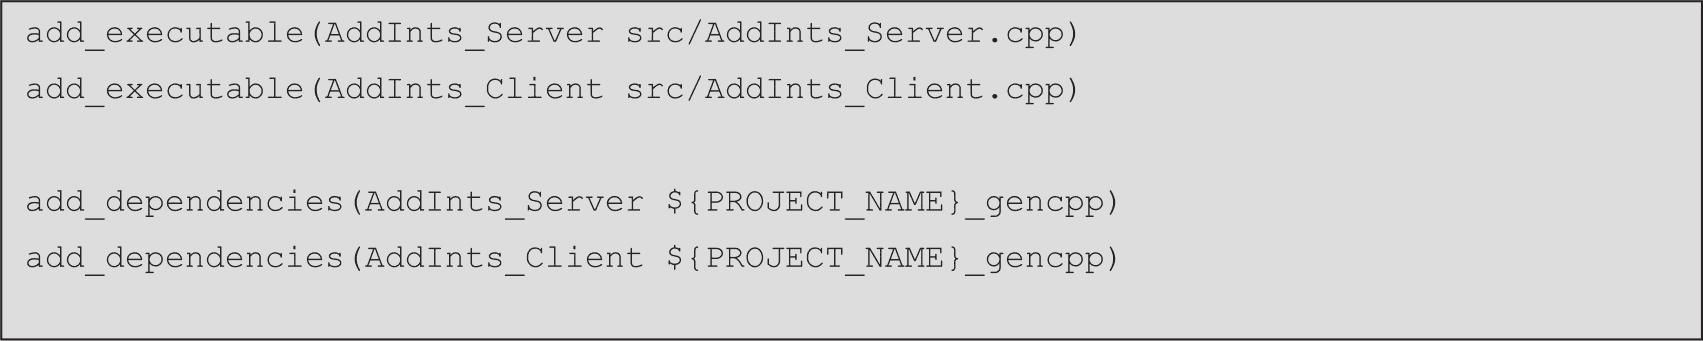 add_executable(AddInts_Server src/AddInts_Server.cpp)
add_executable(AddInts_Client src/AddInts_Client.cpp)
add_dependencies(AddInts_Server ${PROJECT_NAME}_gencpp)
add_dependencies(AddInts_Client ${PROJECT_NAME}_gencpp)